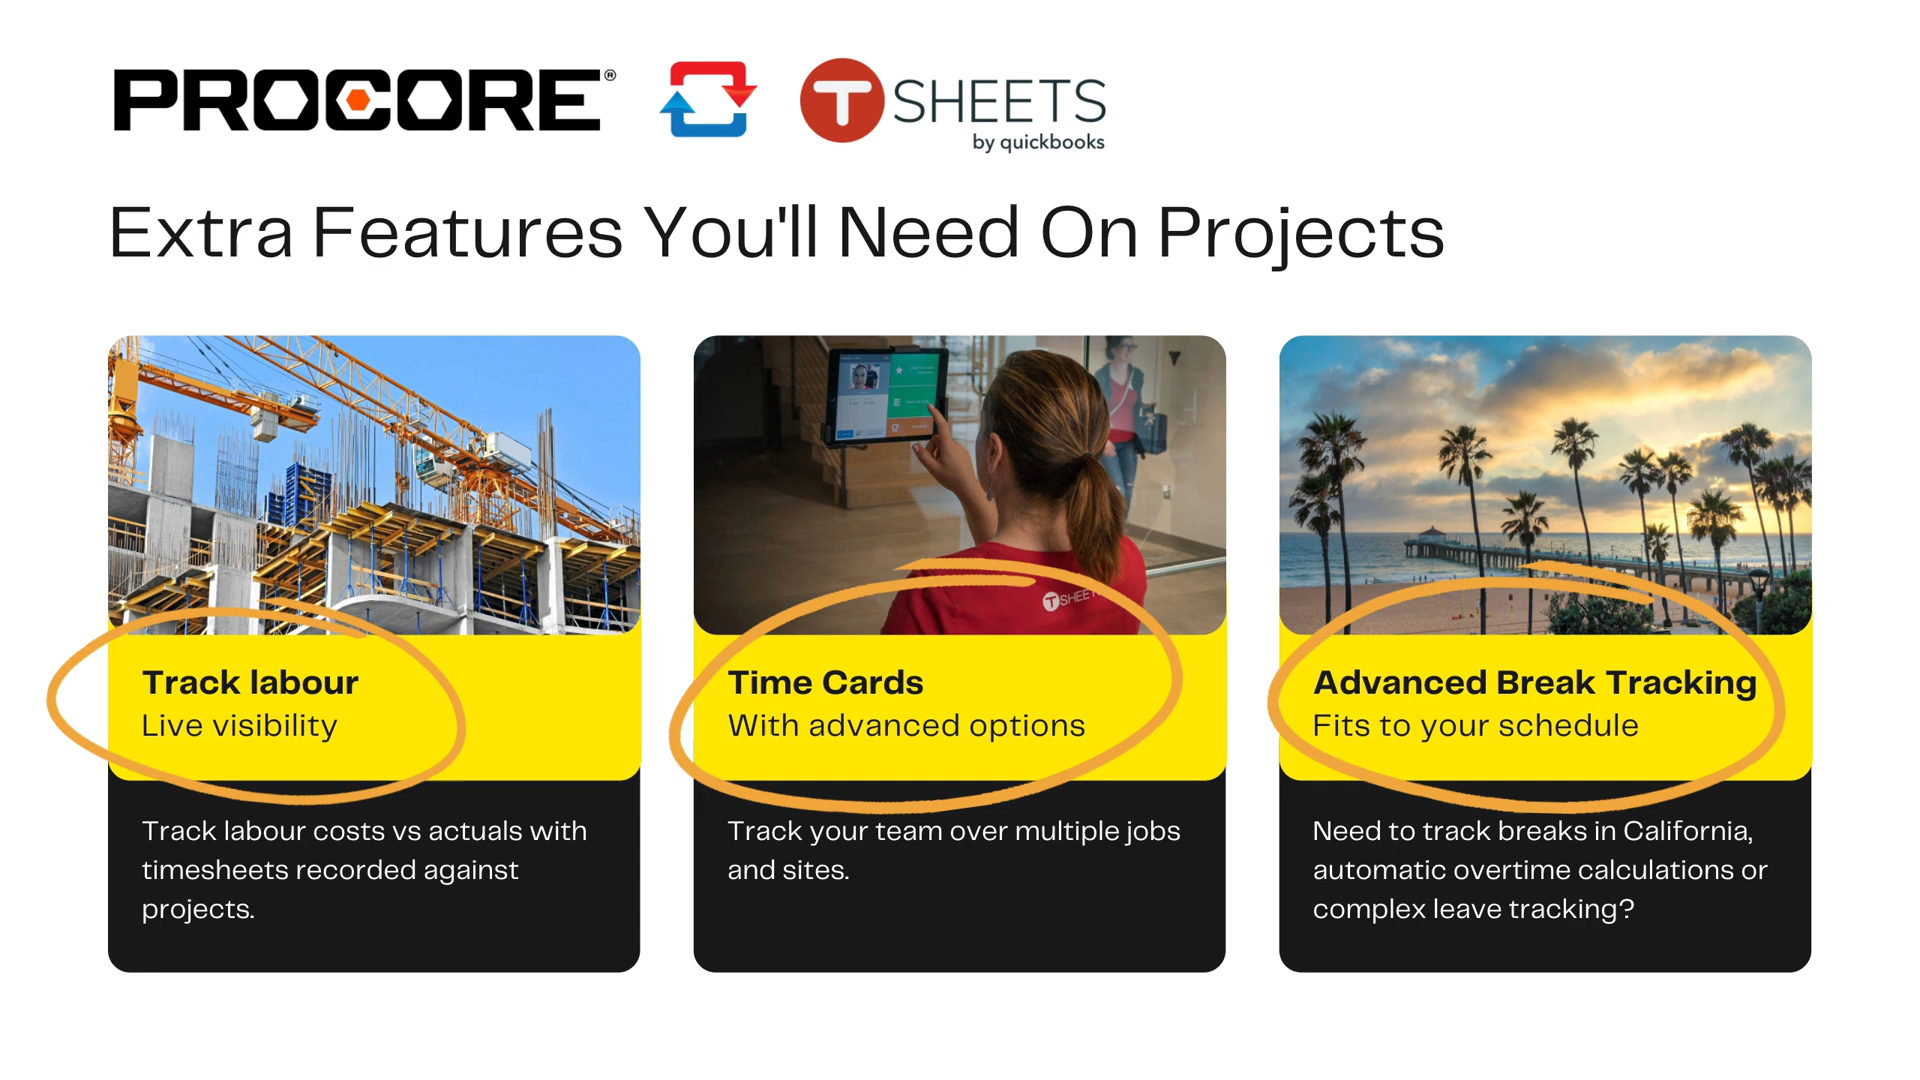 PROCORE®
T SHEETS
by quickbooks
Extra Features You'll Need On Projects
Track labour
Live visibility
Track labour costs vs actuals with
timesheets recorded against
projects.
T SHEET
Time Cards
With advanced options
Track your team over multiple jobs
and sites.
Advanced Break Tracking
Fits to your schedule
Need to track breaks in California,
automatic overtime calculations or
complex leave tracking?